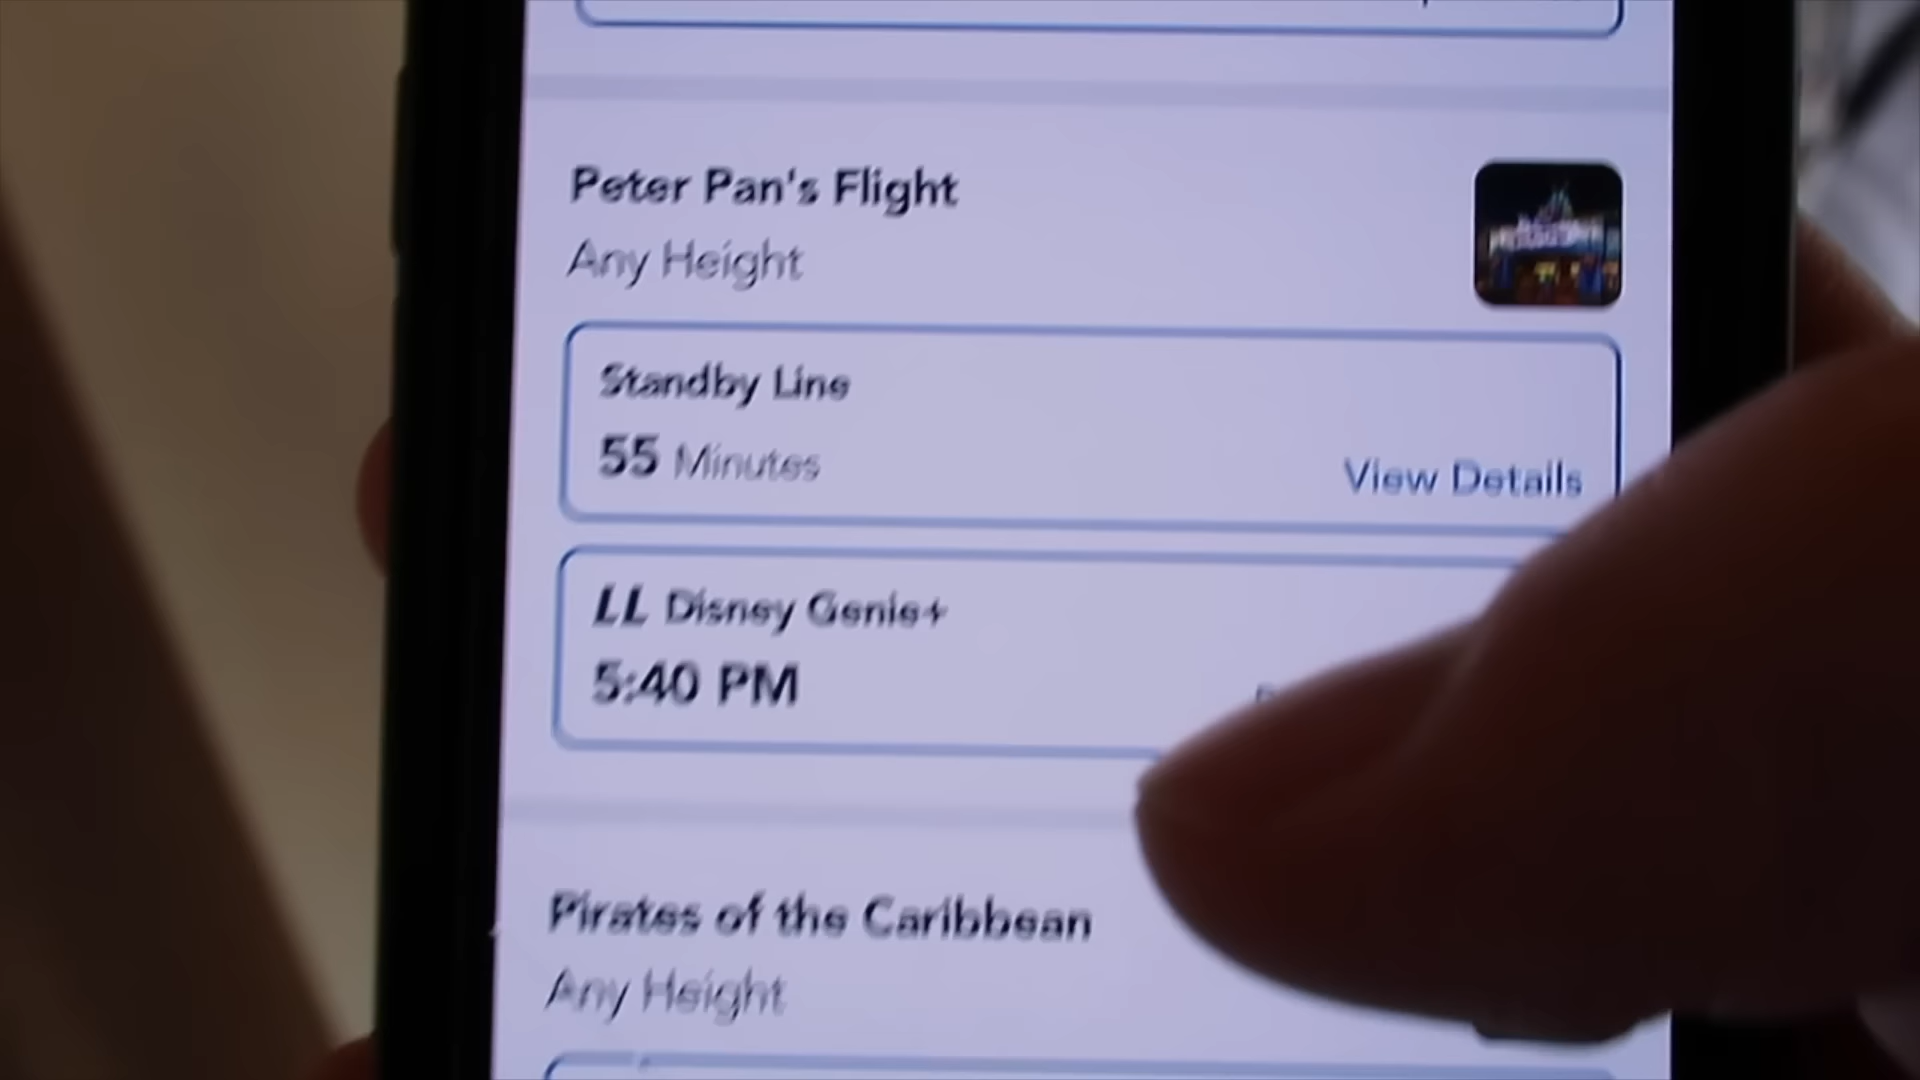 Peter Pan's Flight
Any Height
Standby Line
55 Minutes
View Details
LL Disney Genie+
5:40 PM
Pirates of the Caribbean
Any Height